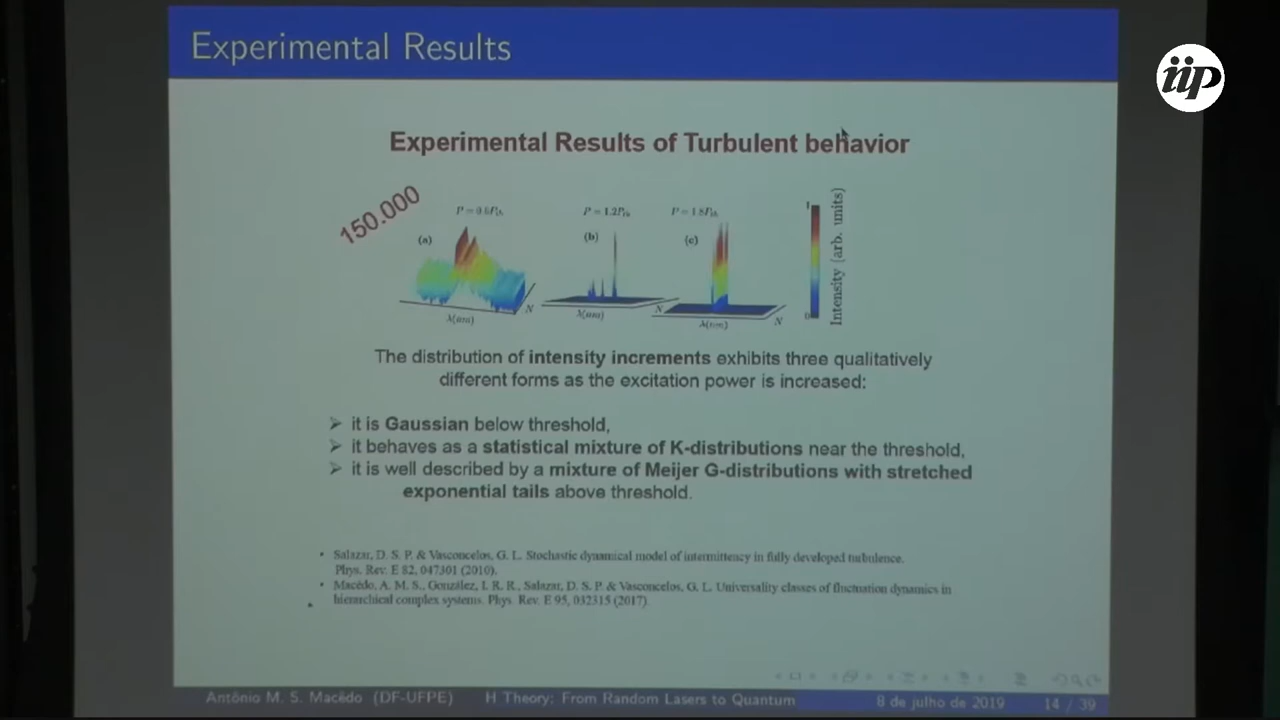 Experimental Results
iip
Experimental Results of Turbulent behavior
150.000
P = 1.2Pth
(a)
(b)
(c)
λ(nm)
N
λ(nm)
N
λ(nm)
N
1
0
Intensity (arb. units)
The distribution of intensity increments exhibits three qualitatively
different forms as the excitation power is increased:
➢ it is Gaussian below threshold,
➢ it behaves as a statistical mixture of K-distributions near the threshold,
➢ it is well described by a mixture of Meijer G-distributions with stretched
exponential tails above threshold.
• Salazar, D. S. P. & Vasconcelos, G. L. Stochastic dynamical model of intermittency in fully developed turbulence.
Phys. Rev. E 82, 047301 (2010).
• Macêdo, A. M. S., González, I. R. R., Salazar, D. S. P. & Vasconcelos, G. L. Universality classes of fluctuation dynamics in
hierarchical complex systems. Phys. Rev. E 95, 032315 (2017).
Antônio M. S. Macêdo (DF-UFPE) H Theory: From Random Lasers to Quantum 8 de julho de 2019 14 / 39